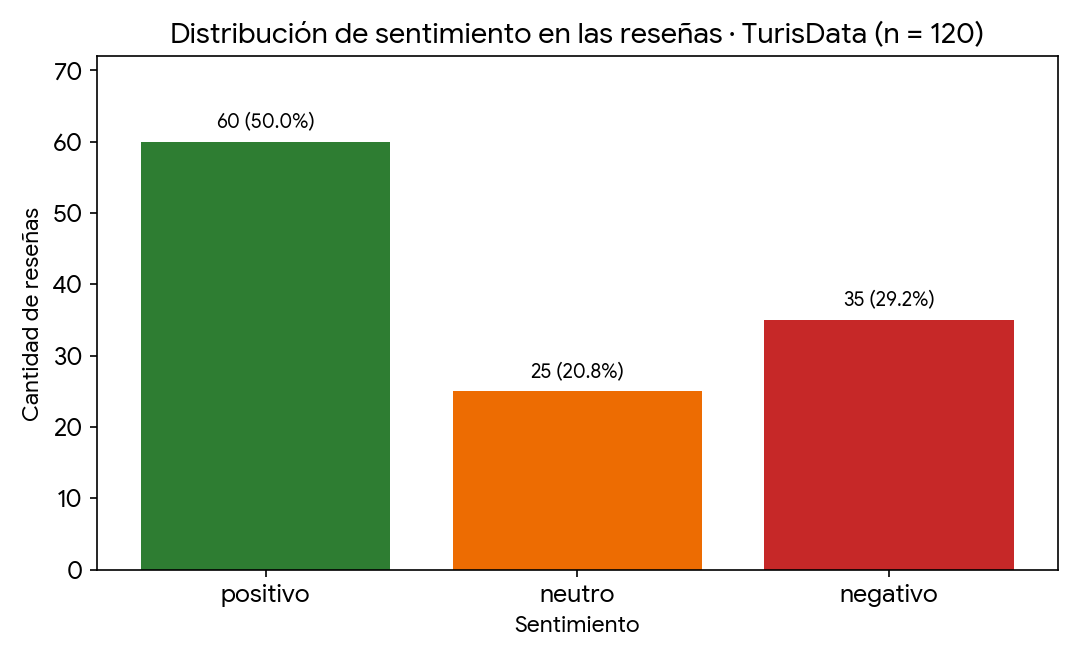 Distribución de sentimiento en las reseñas · TurisData (n = 120)
Cantidad de reseñas
70
60
50
40
30
20
10
0
60 (50.0%)
25 (20.8%)
35 (29.2%)
positivo
neutro
negativo
Sentimiento